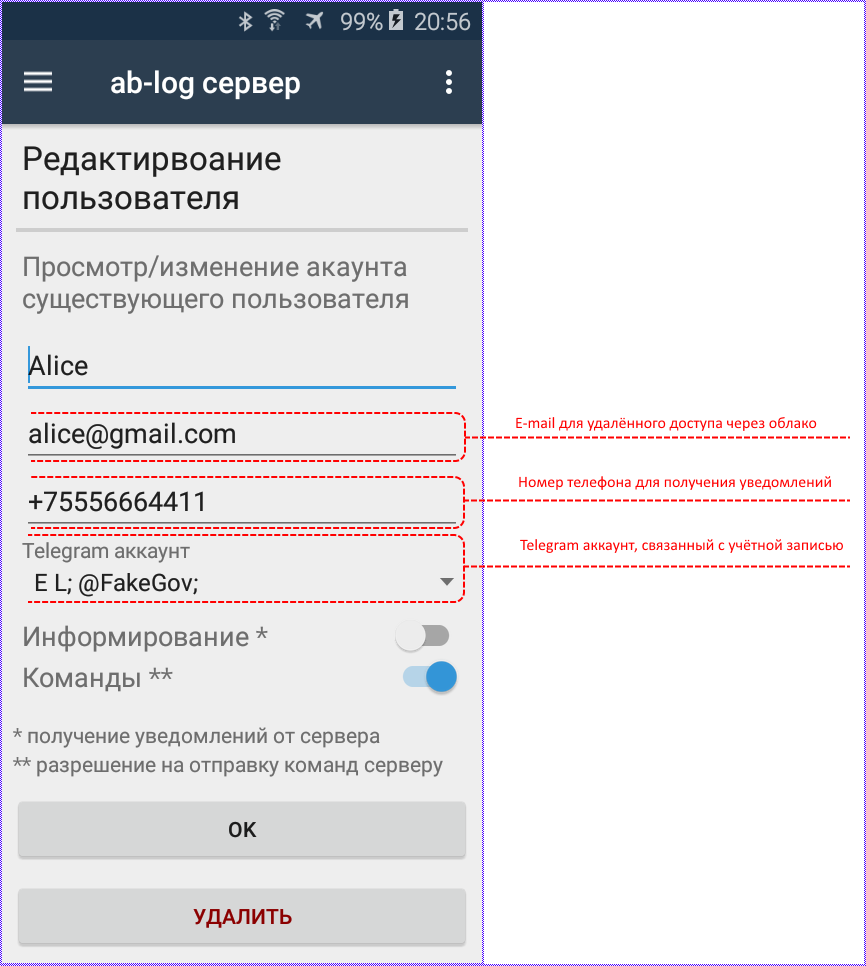 99% 20:56
ab-log сервер
Редактирвоание
пользователя
Просмотр/изменение акаунта
существующего пользователя
Alice
alice@gmail.com
E-mail для удалённого доступа через облако
+75556664411
Номер телефона для получения уведомлений
Telegram аккаунт
E L; @FakeGov;
Telegram аккаунт, связанный с учётной записью
Информирование *
Команды **
* получение уведомлений от сервера
** разрешение на отправку команд серверу
OK
УДАЛИТЬ